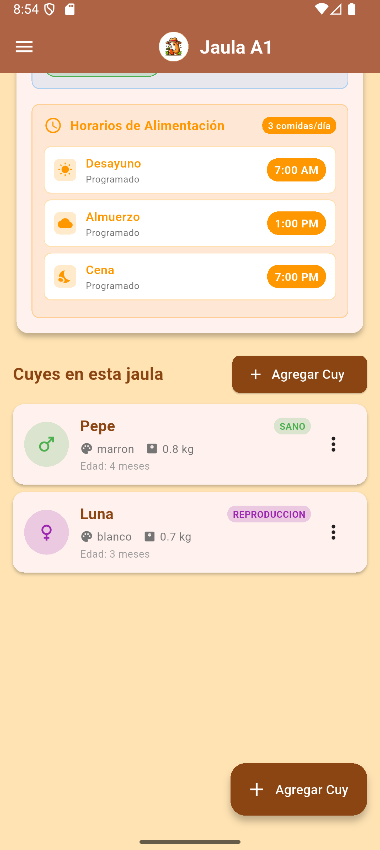 8:54
Jaula A1
Horarios de Alimentación
3 comidas/día
Desayuno
Programado
7:00 AM
Almuerzo
Programado
1:00 PM
Cena
Programado
7:00 PM
Cuyes en esta jaula
Agregar Cuy
Pepe
SANO
marron 0.8 kg
Edad: 4 meses
Luna
REPRODUCCION
blanco 0.7 kg
Edad: 3 meses
Agregar Cuy